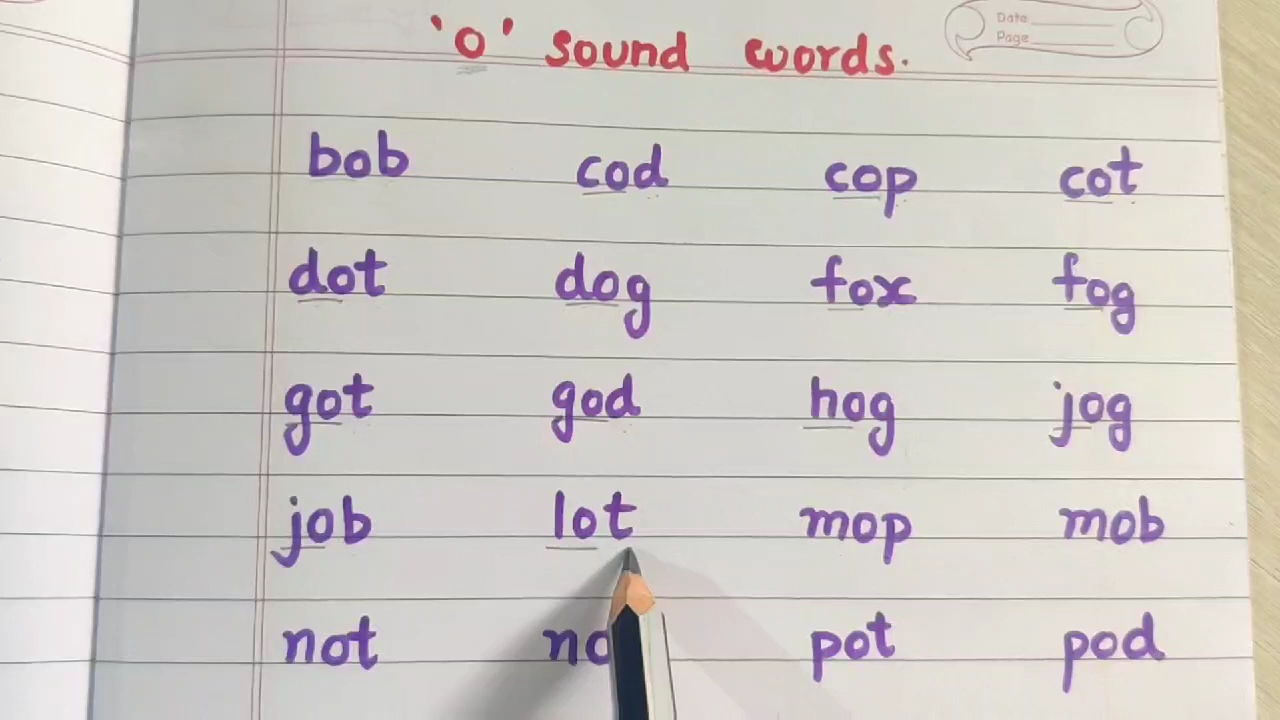 Date
Page
'o' sound words.
bob cod cop cot
dot dog fox fog
got god hog jog
job lot mop mob
not pot pod